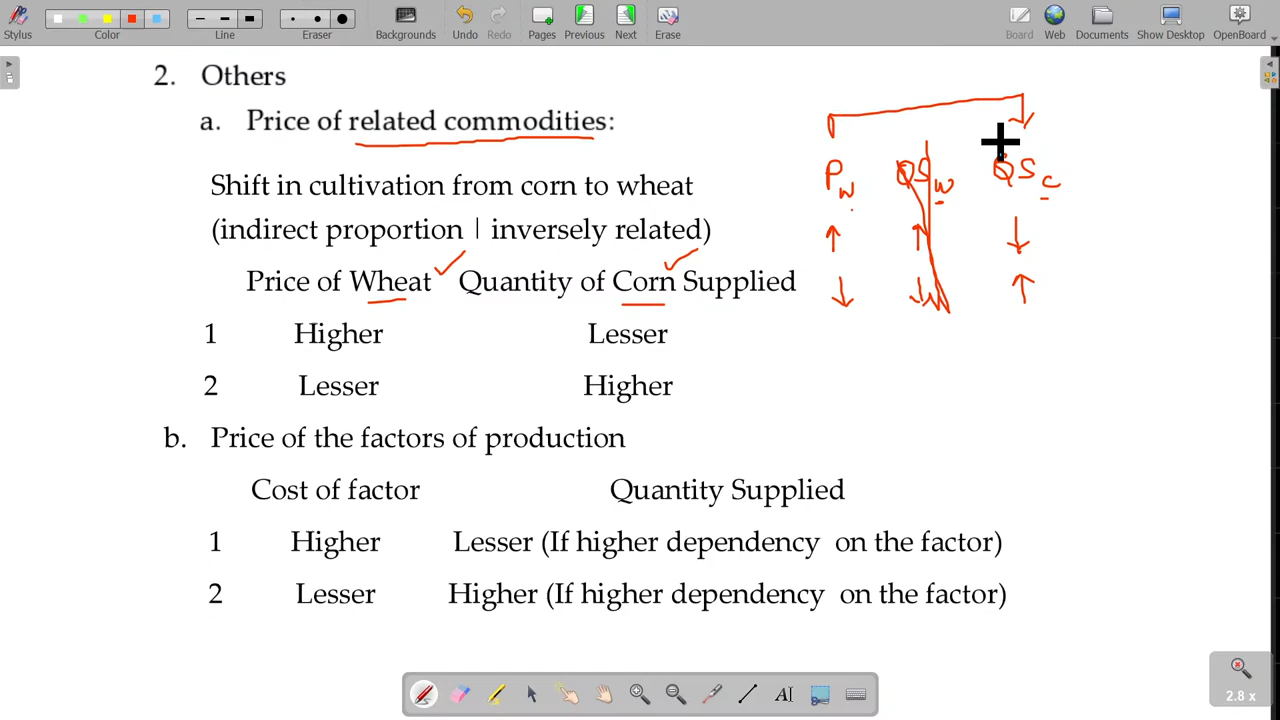 Stylus
Color
Line
Eraser
Backgrounds
Undo
Redo
Pages
Previous
Next
Erase
Board
Web
Documents
Show Desktop
OpenBoard
2. Others
a. Price of related commodities:
Shift in cultivation from corn to wheat
(indirect proportion | inversely related)
Price of Wheat Quantity of Corn Supplied
1 Higher Lesser
2 Lesser Higher
b. Price of the factors of production
Cost of factor Quantity Supplied
1 Higher Lesser (If higher dependency on the factor)
2 Lesser Higher (If higher dependency on the factor)
Pw QSw QSc
↑ ↑ ↓
↓ ↓ ↑
AI
2.8 x